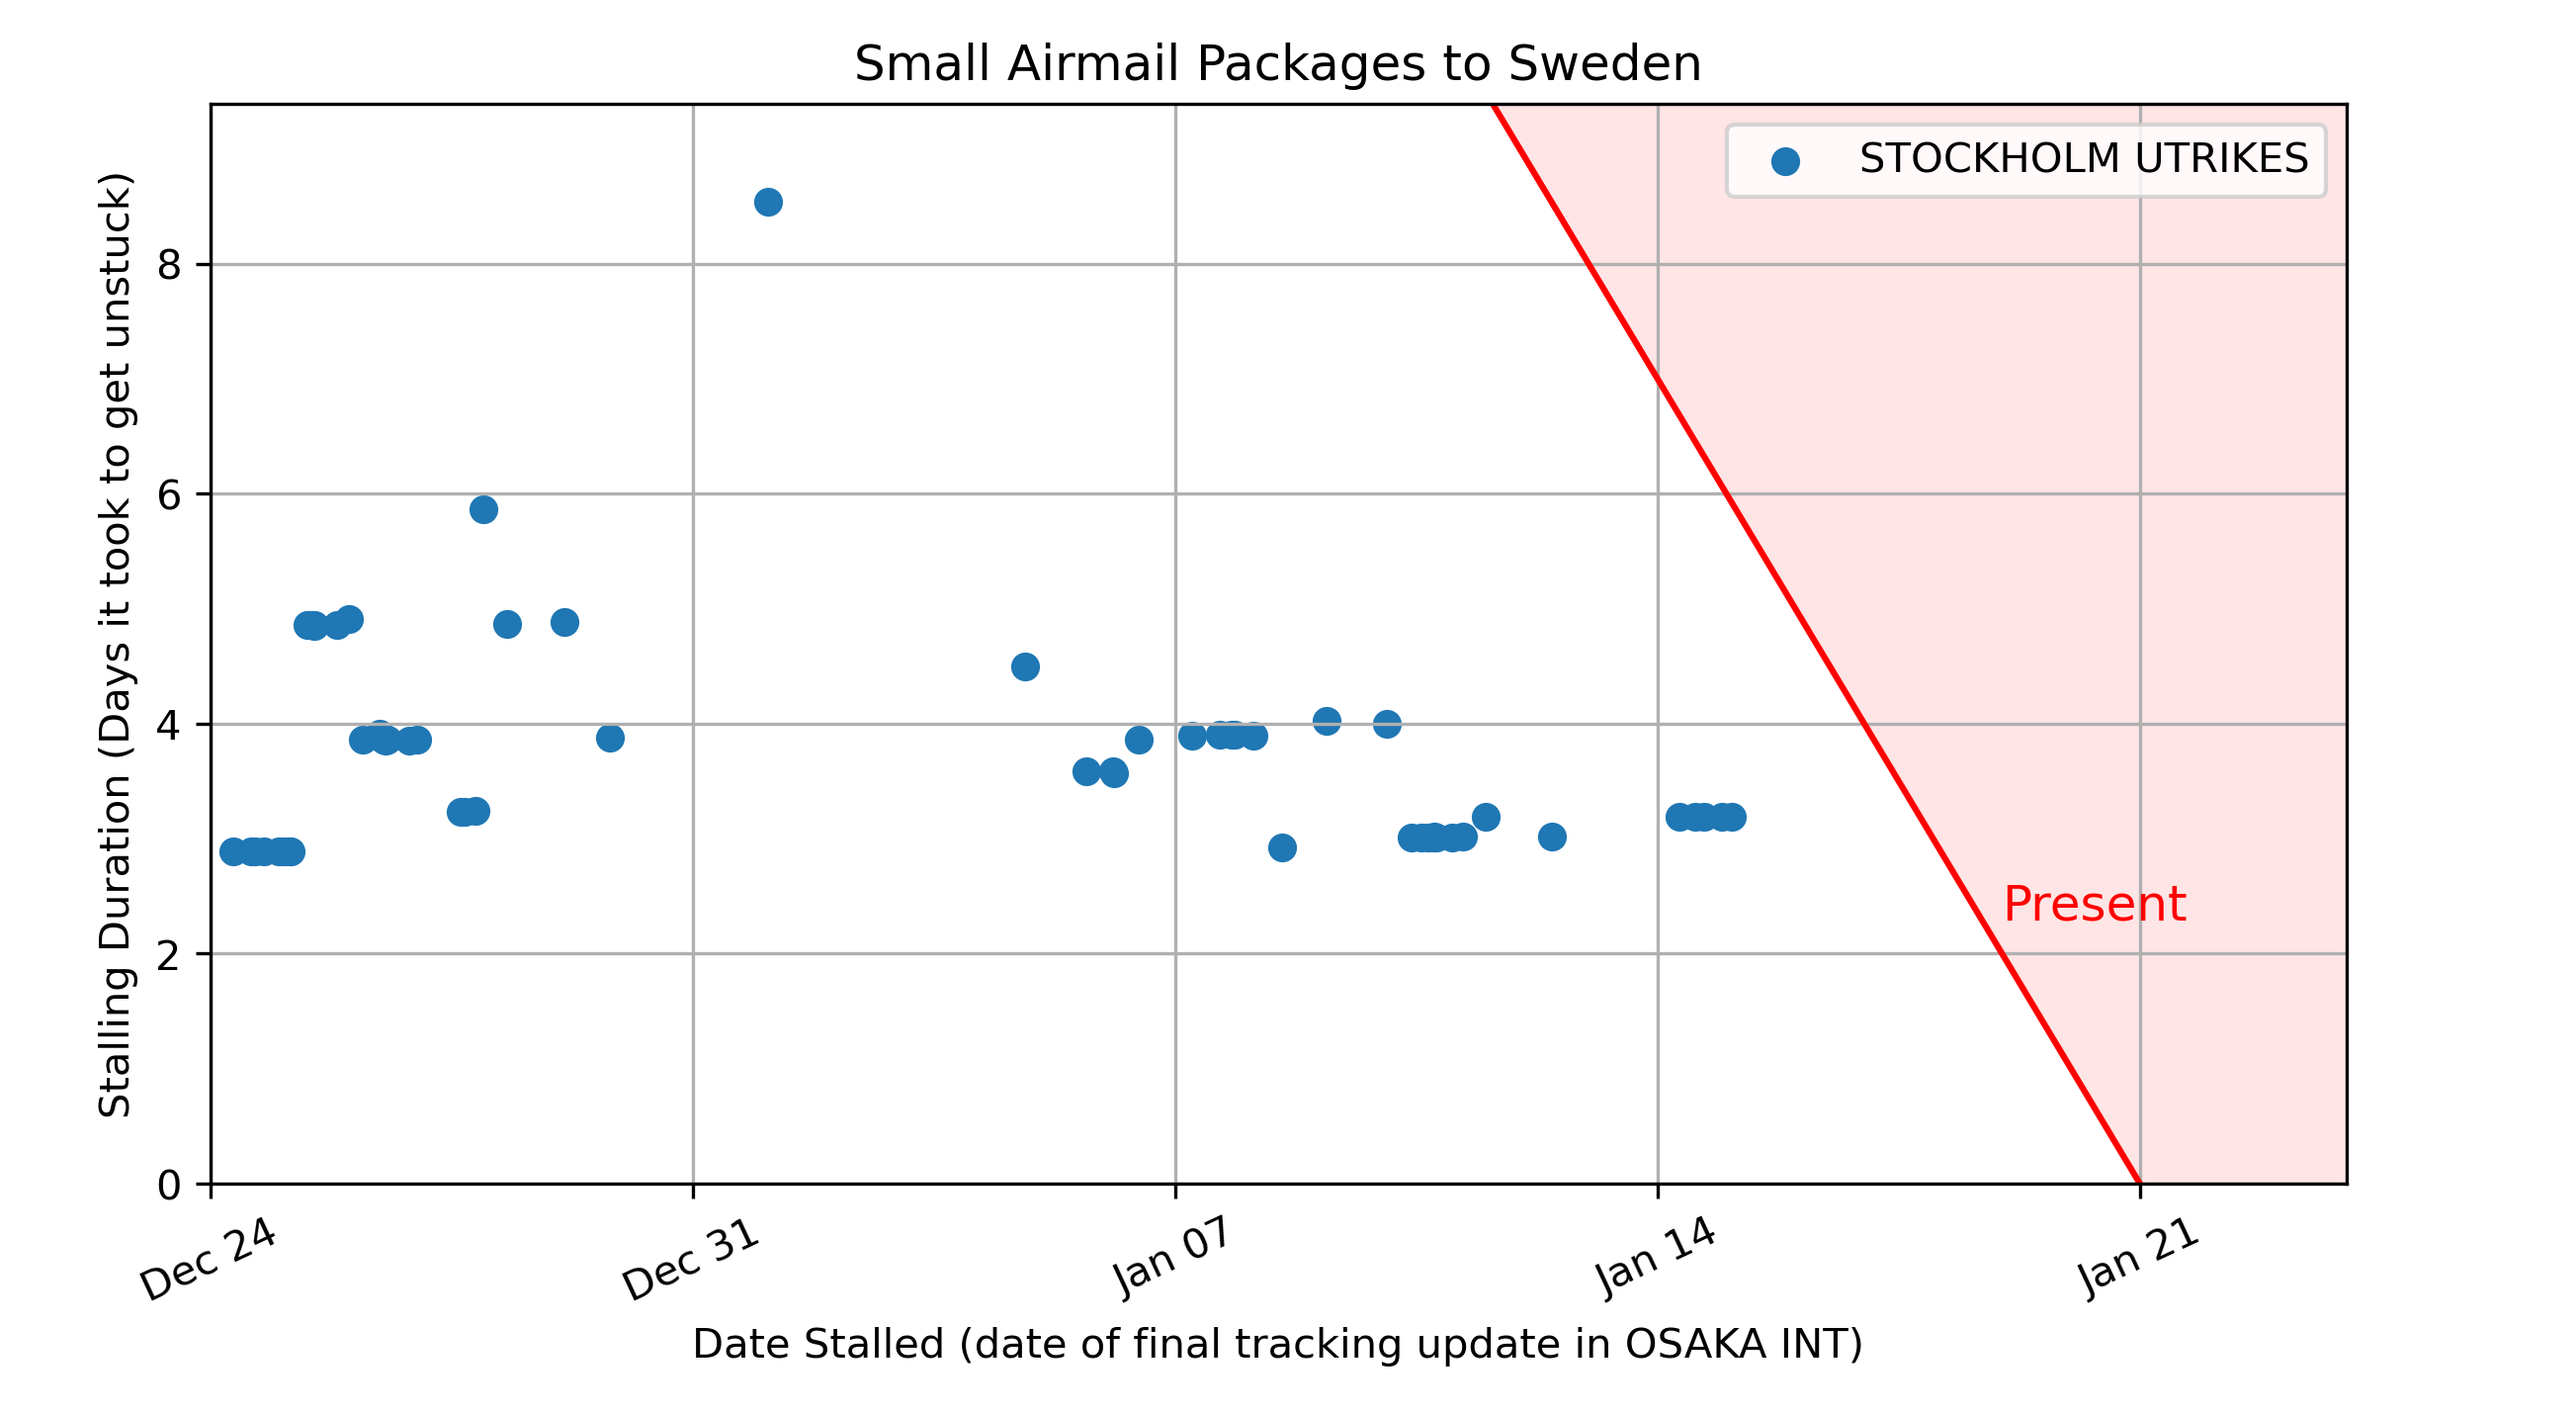 Small Airmail Packages to Sweden
STOCKHOLM UTRIKES
Stalling Duration (Days it took to get unstuck)
8
6
4
2
0
Present
Dec 24
Dec 31
Jan 07
Jan 14
Jan 21
Date Stalled (date of final tracking update in OSAKA INT)